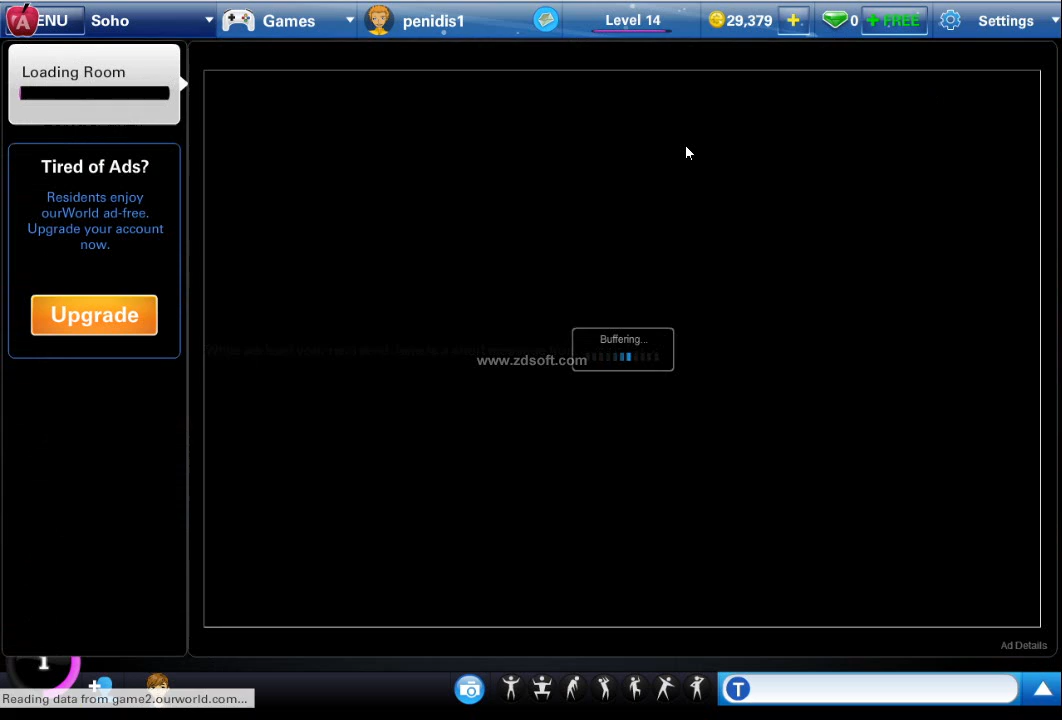 ENU Soho Games penidis1 Level 14 29,379 + 0 + FREE Settings
Loading Room
Tired of Ads?
Residents enjoy
ourWorld ad-free.
Upgrade your account
now.
Upgrade
Buffering...
www.zdsoft.com
Ad Details
1
Reading data from game2.ourworld.com...
T